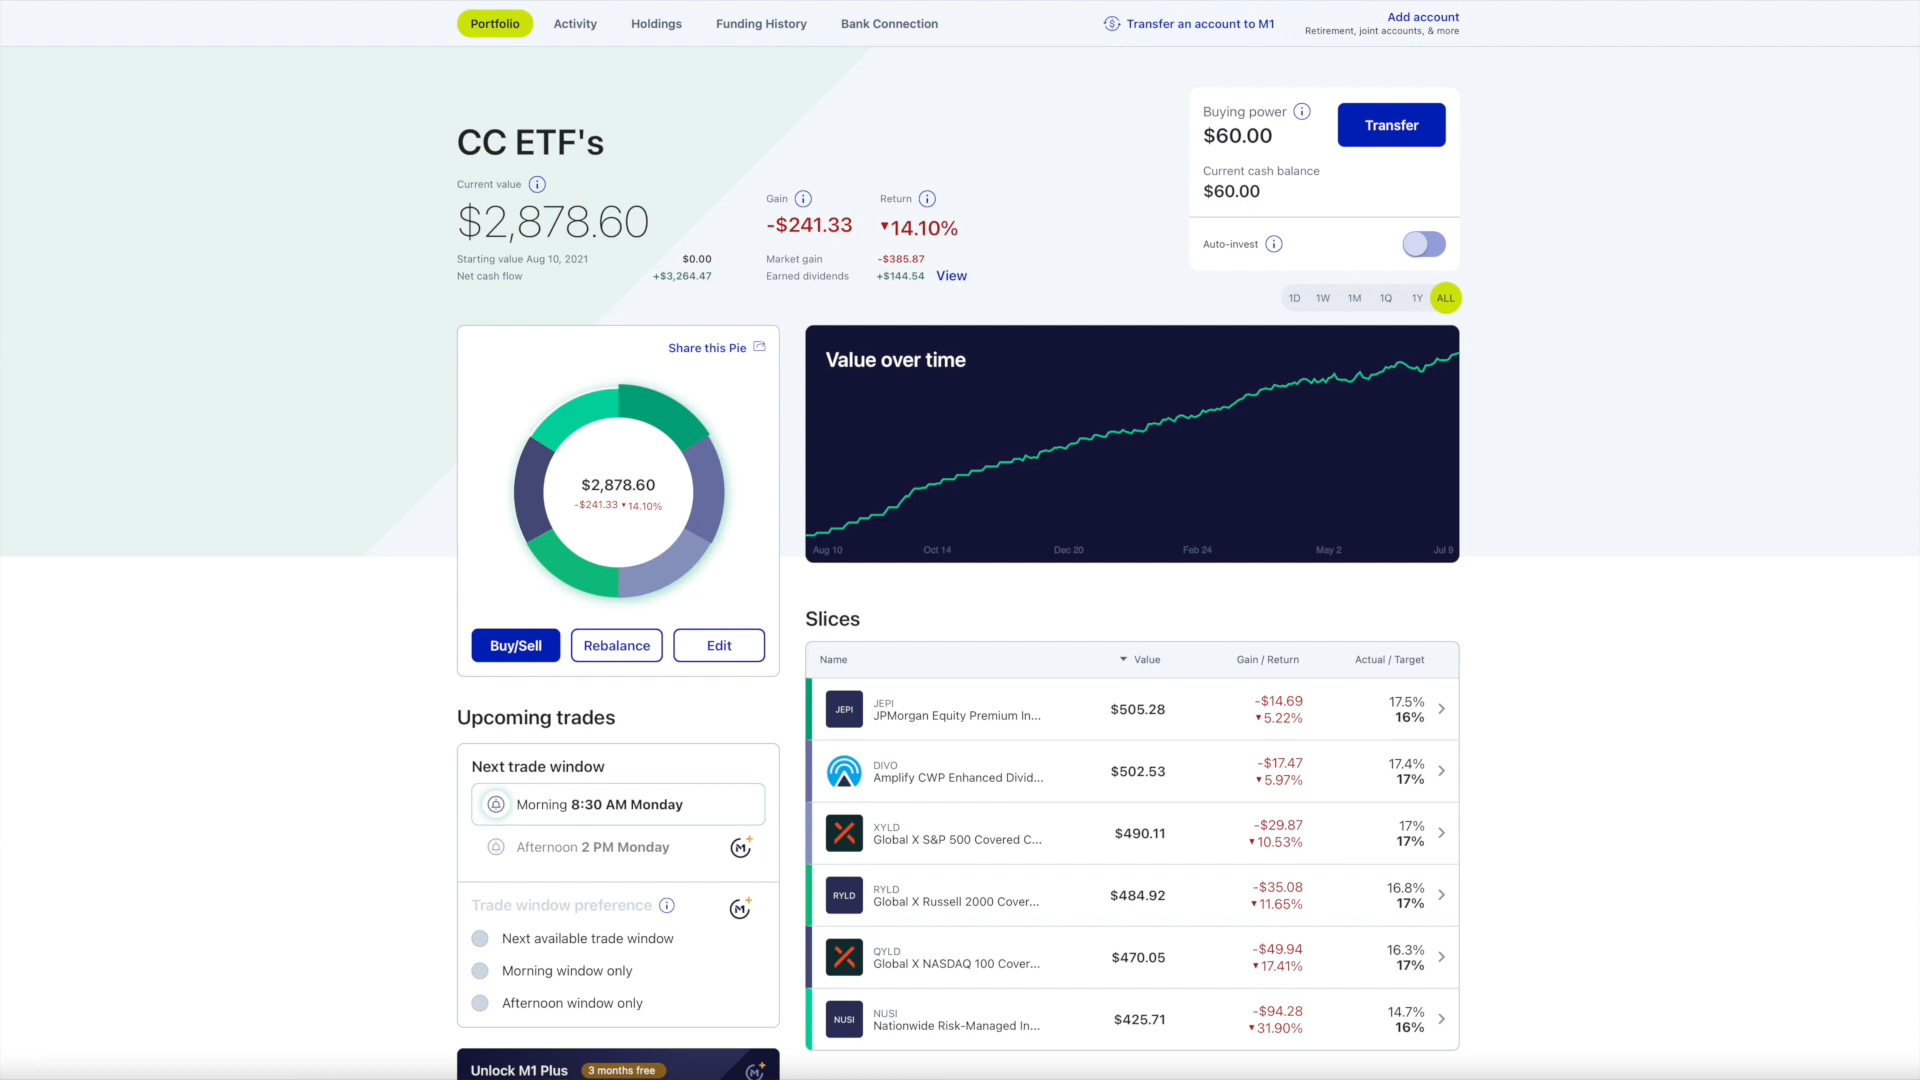 Portfolio
Activity
Holdings
Funding History
Bank Connection
Transfer an account to M1
Add account
Retirement, joint accounts, & more
CC ETF's
Current value
$2,878.60
Starting value Aug 10, 2021 $0.00
Net cash flow +$3,264.47
Gain
-$241.33
Return
▼14.10%
Market gain -$385.87
Earned dividends +$144.54 View
Buying power
$60.00
Transfer
Current cash balance
$60.00
Auto-invest
1D 1W 1M 1Q 1Y ALL
Share this Pie
$2,878.60
-$241.33 ▼14.10%
Buy/Sell
Rebalance
Edit
Value over time
Aug 10 Oct 14 Dec 20 Feb 24 May 2 Jul 9
Upcoming trades
Next trade window
Morning 8:30 AM Monday
Afternoon 2 PM Monday
Trade window preference
Next available trade window
Morning window only
Afternoon window only
Unlock M1 Plus 3 months free
Slices
Name ▼ Value Gain / Return Actual / Target
JEPI
JEPI
JPMorgan Equity Premium In...
$505.28
-$14.69
▼5.22%
17.5%
16%
DIVO
Amplify CWP Enhanced Divid...
$502.53
-$17.47
▼5.97%
17.4%
17%
XYLD
Global X S&P 500 Covered C...
$490.11
-$29.87
▼10.53%
17%
17%
RYLD
RYLD
Global X Russell 2000 Cover...
$484.92
-$35.08
▼11.65%
16.8%
17%
QYLD
Global X NASDAQ 100 Cover...
$470.05
-$49.94
▼17.41%
16.3%
17%
NUSI
NUSI
Nationwide Risk-Managed In...
$425.71
-$94.28
▼31.90%
14.7%
16%